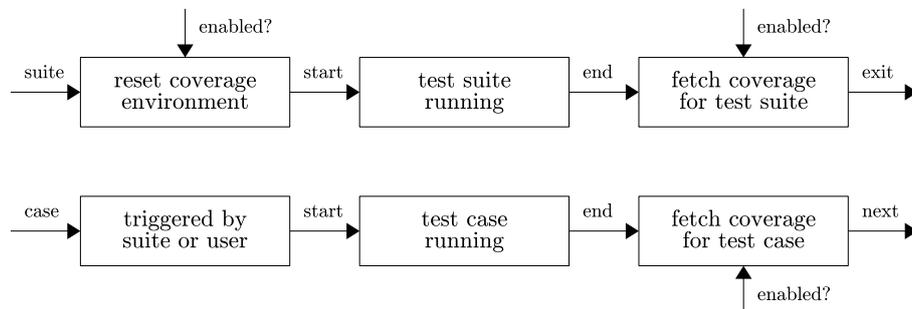 enabled?
enabled?
suite
reset coverage
environment
start
test suite
running
end
fetch coverage
for test suite
exit
case
triggered by
suite or user
start
test case
running
end
fetch coverage
for test case
next
enabled?